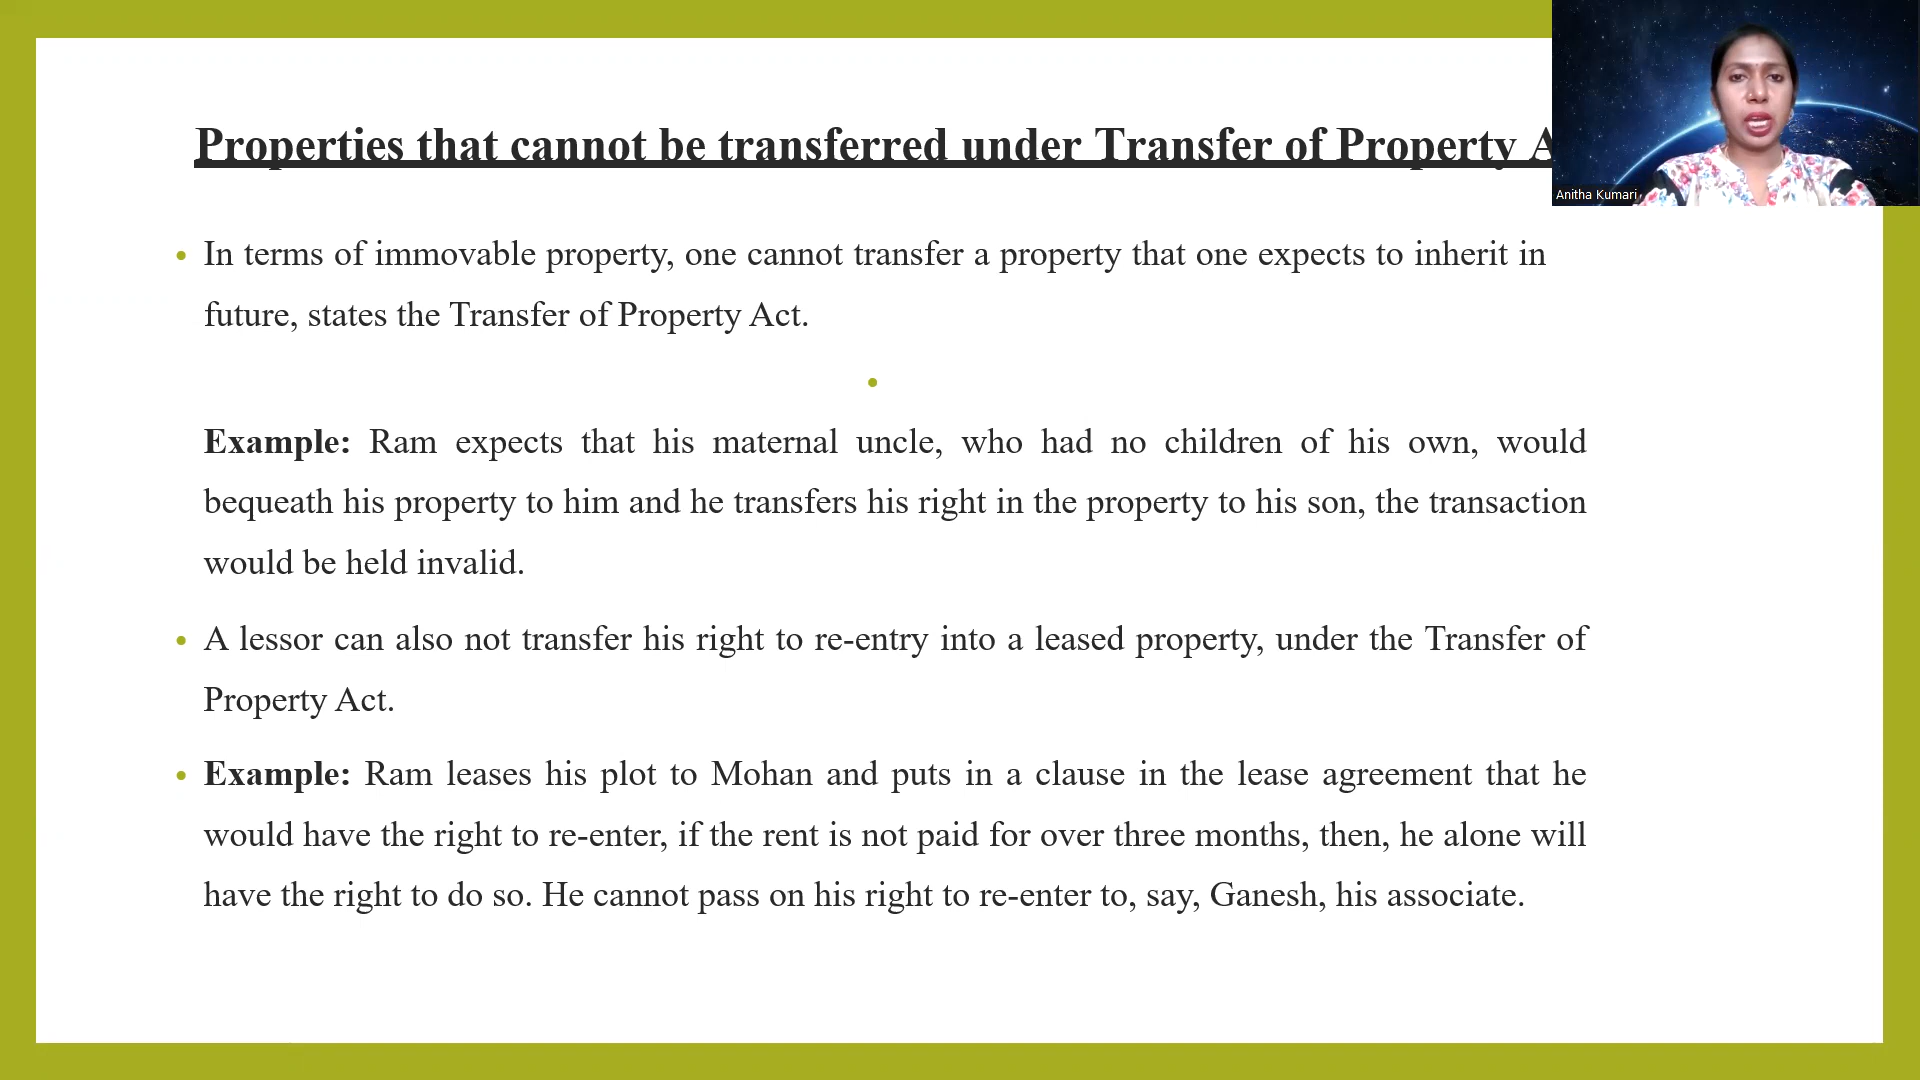 Properties that cannot be transferred under Transfer of Property A
Anitha Kumari
• In terms of immovable property, one cannot transfer a property that one expects to inherit in
future, states the Transfer of Property Act.
•
Example: Ram expects that his maternal uncle, who had no children of his own, would
bequeath his property to him and he transfers his right in the property to his son, the transaction
would be held invalid.
• A lessor can also not transfer his right to re-entry into a leased property, under the Transfer of
Property Act.
• Example: Ram leases his plot to Mohan and puts in a clause in the lease agreement that he
would have the right to re-enter, if the rent is not paid for over three months, then, he alone will
have the right to do so. He cannot pass on his right to re-enter to, say, Ganesh, his associate.